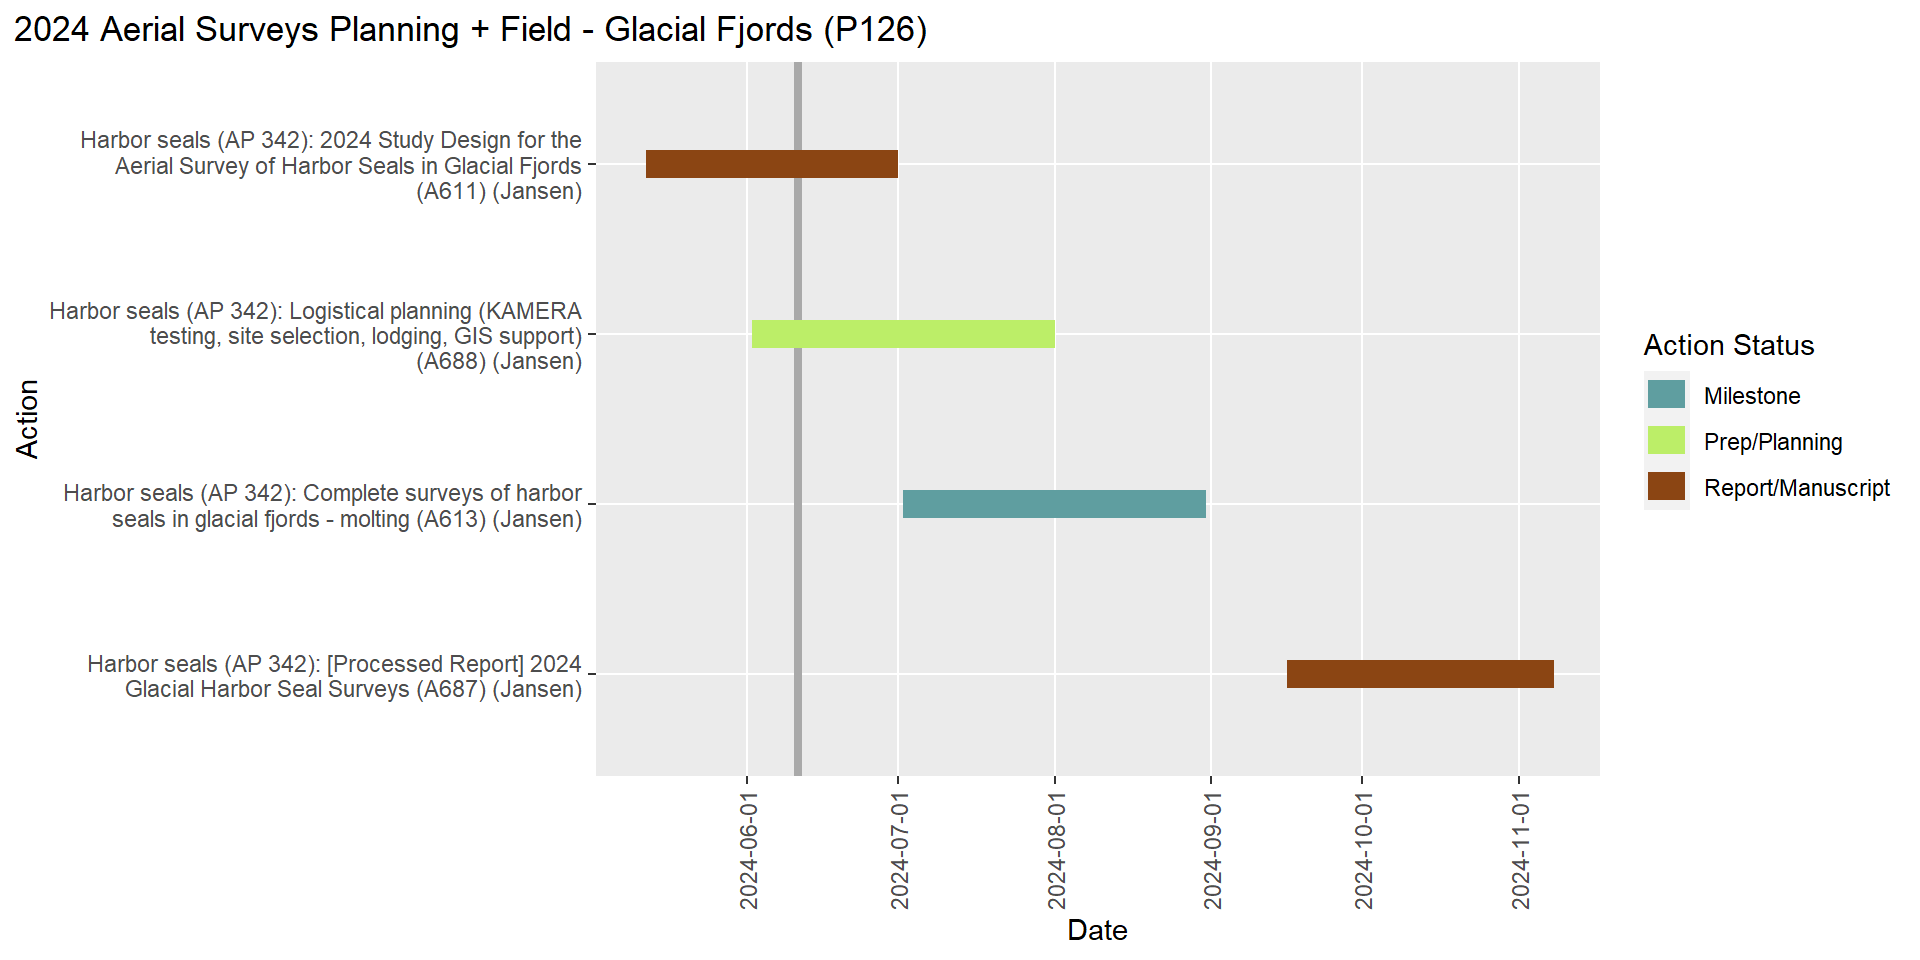 2024 Aerial Surveys Planning + Field - Glacial Fjords (P126)
Harbor seals (AP 342): 2024 Study Design for the
Aerial Survey of Harbor Seals in Glacial Fjords
(A611) (Jansen)
Harbor seals (AP 342): Logistical planning (KAMERA
testing, site selection, lodging, GIS support)
(A688) (Jansen)
Harbor seals (AP 342): Complete surveys of harbor
seals in glacial fjords - molting (A613) (Jansen)
Harbor seals (AP 342): [Processed Report] 2024
Glacial Harbor Seal Surveys (A687) (Jansen)
Action
2024-06-01
2024-07-01
2024-08-01
2024-09-01
2024-10-01
2024-11-01
Date
Action Status
Milestone
Prep/Planning
Report/Manuscript